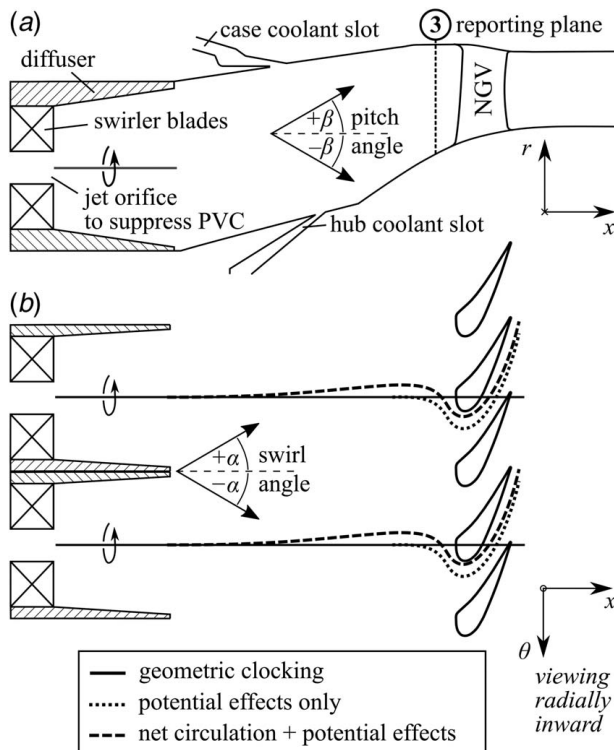 (a)
case coolant slot
3 reporting plane
diffuser
swirler blades
NGV
+β pitch
−β angle
r
jet orifice
to suppress PVC
hub coolant slot
x
(b)
+α swirl
−α angle
x
θ
viewing
radially
inward
geometric clocking
potential effects only
net circulation + potential effects